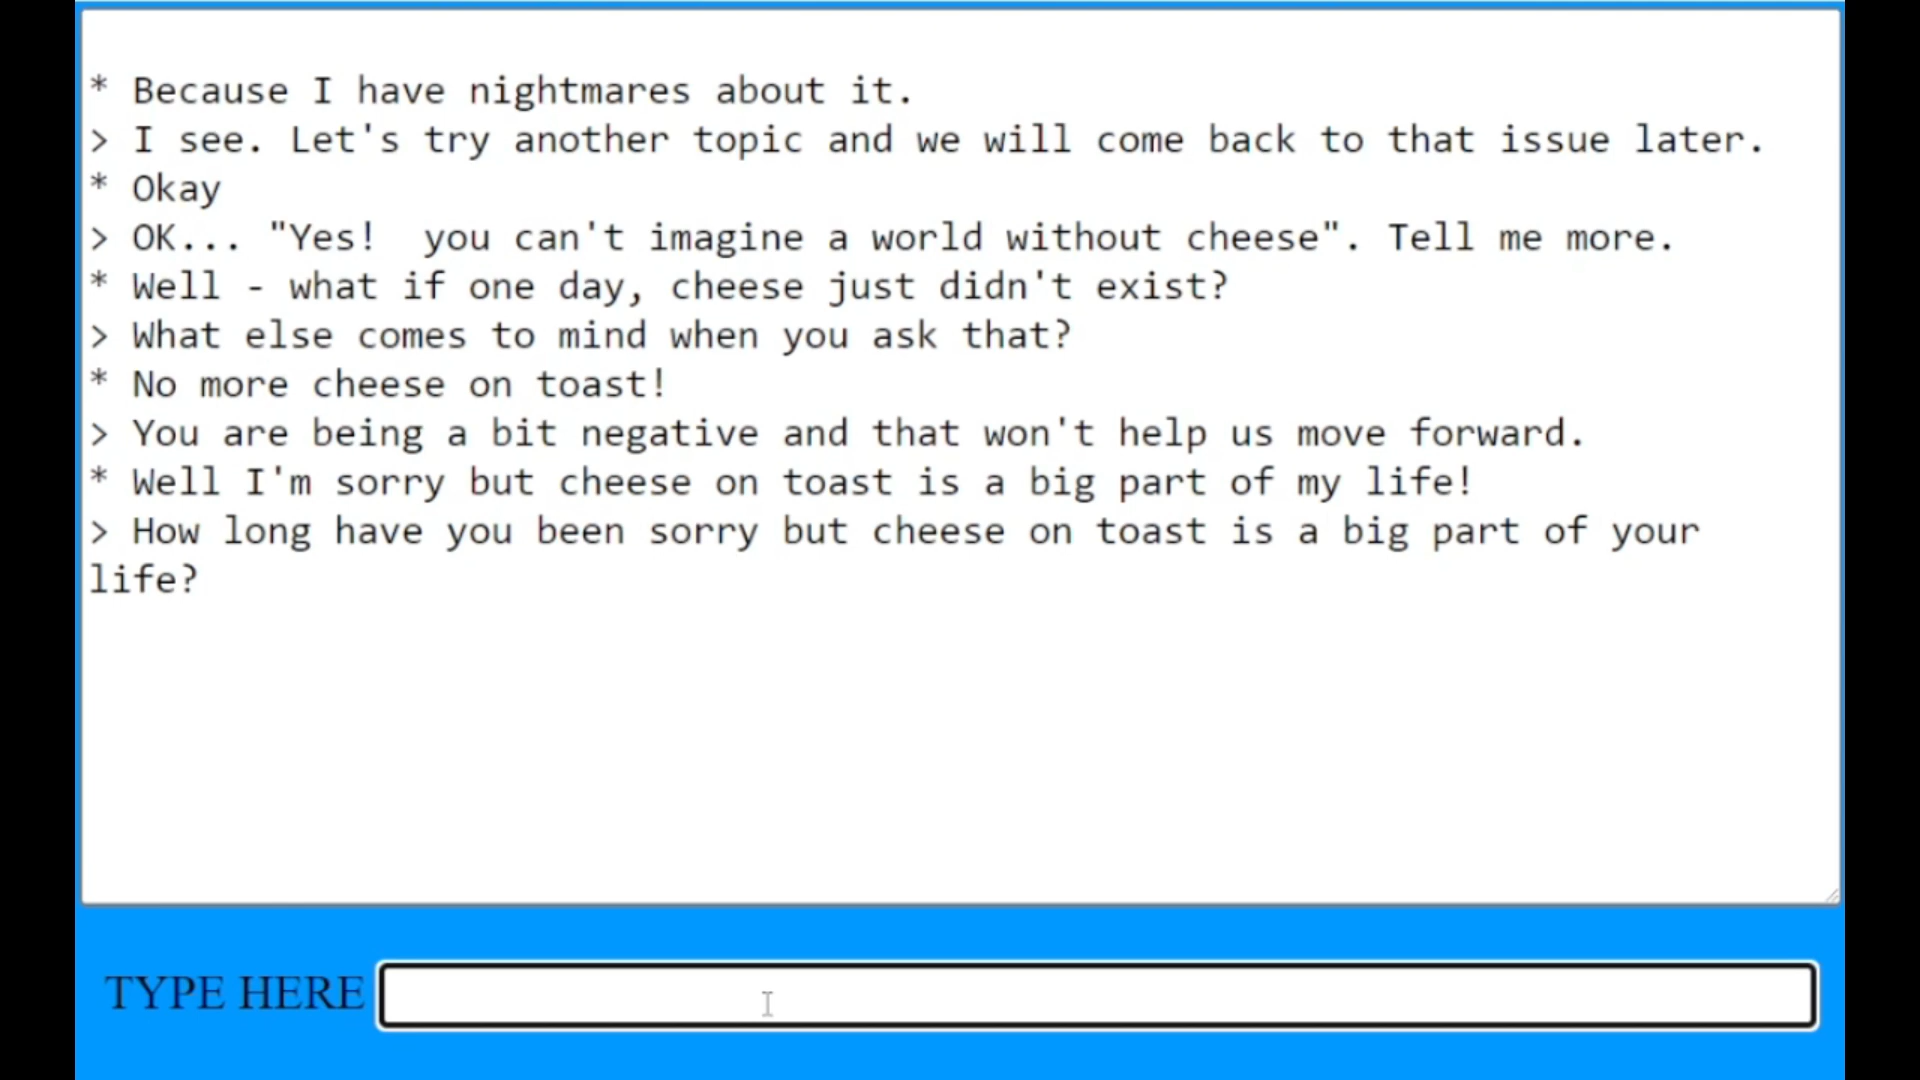 * Because I have nightmares about it.
> I see. Let's try another topic and we will come back to that issue later.
* Okay
> OK... "Yes!  you can't imagine a world without cheese". Tell me more.
* Well - what if one day, cheese just didn't exist?
> What else comes to mind when you ask that?
* No more cheese on toast!
> You are being a bit negative and that won't help us move forward.
* Well I'm sorry but cheese on toast is a big part of my life!
> How long have you been sorry but cheese on toast is a big part of your
life?
TYPE HERE